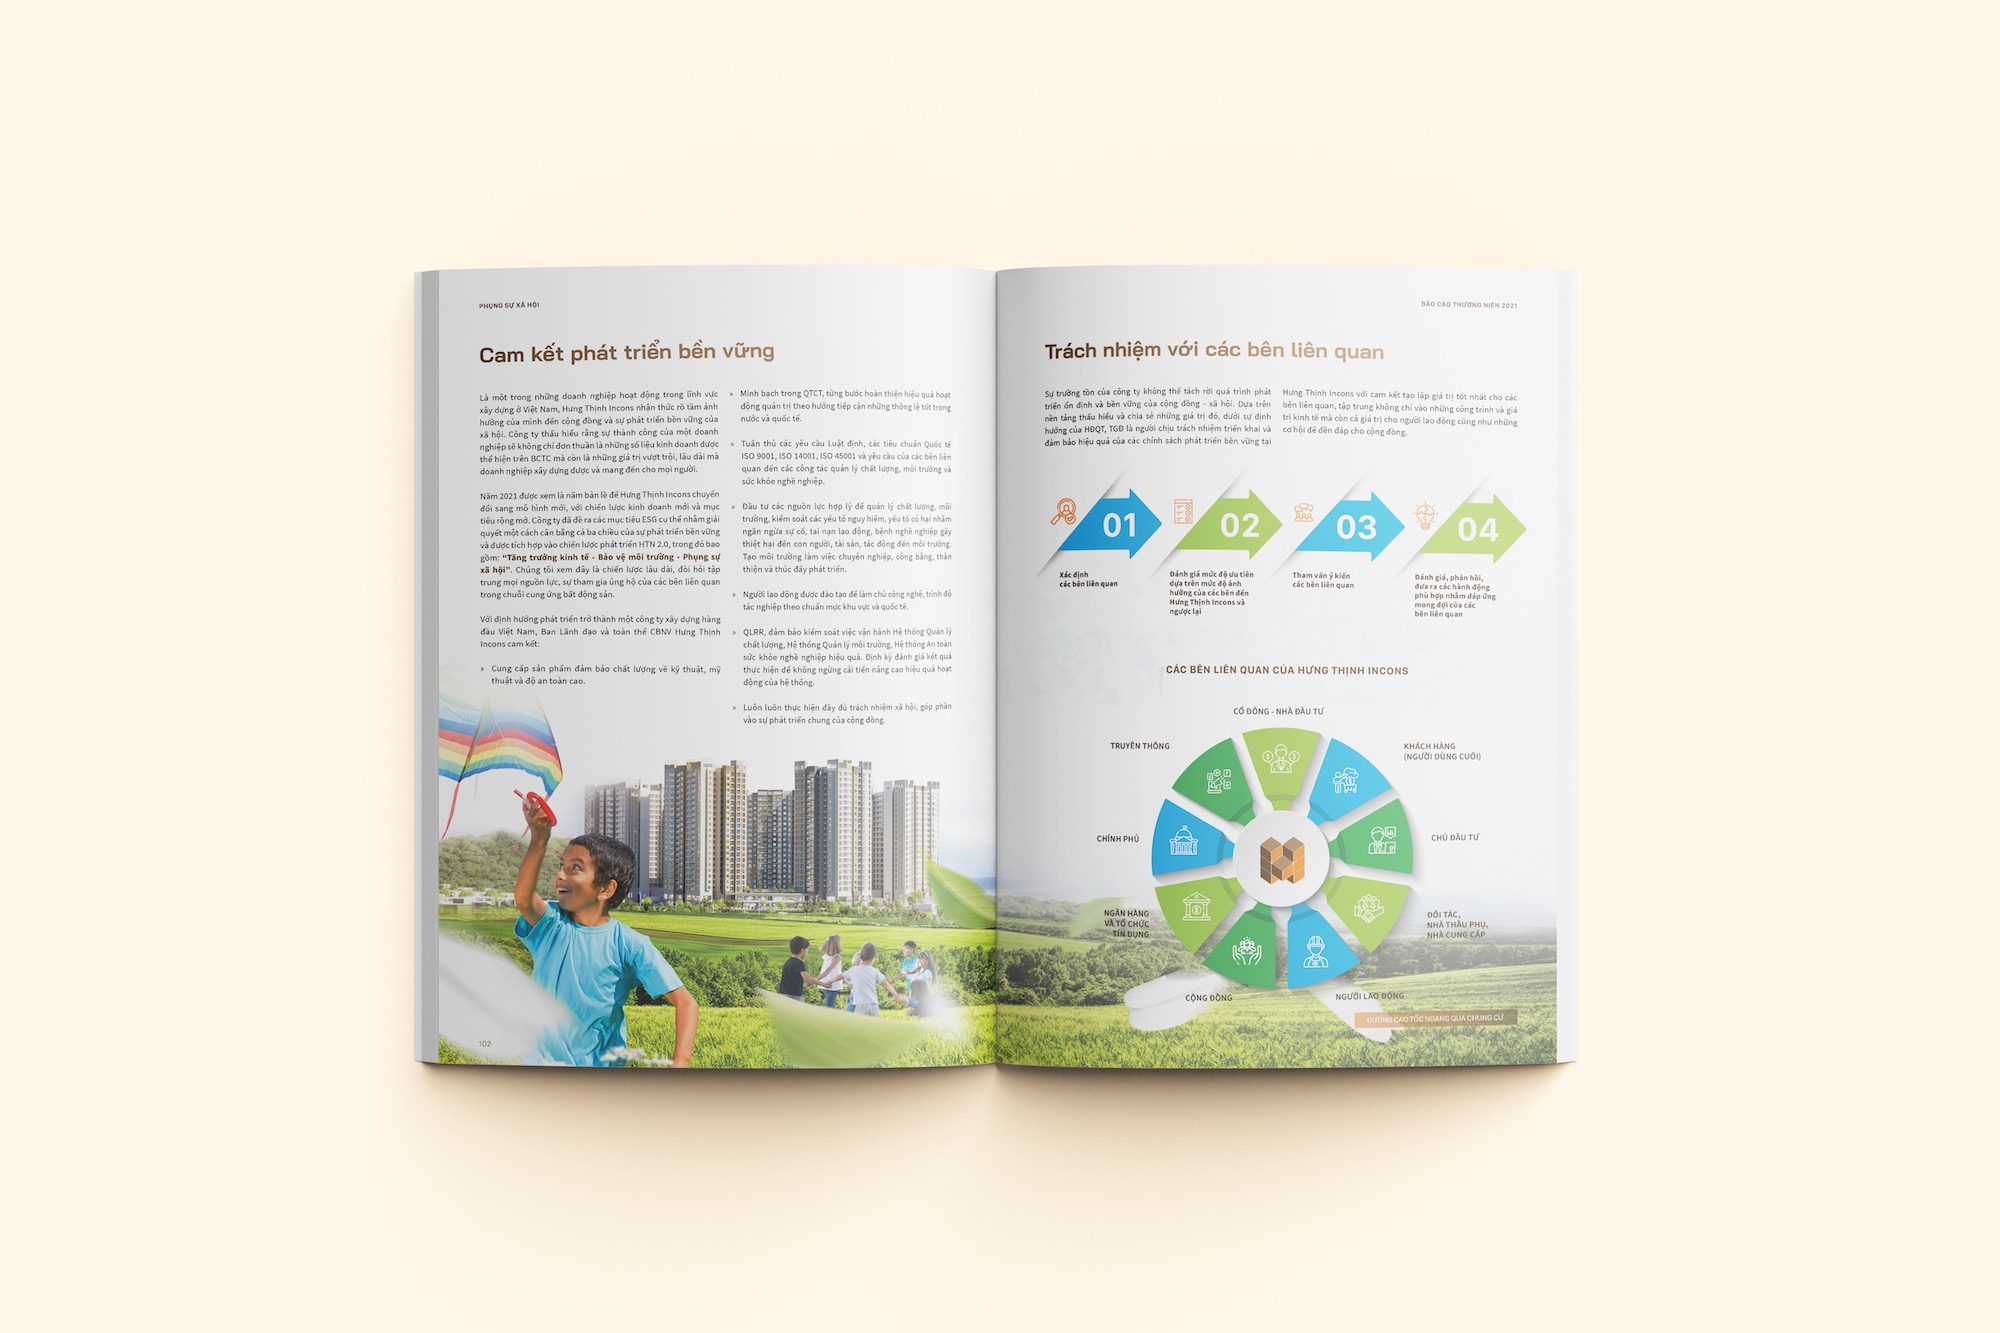 PHỤNG SỰ XÃ HỘI
Cam kết phát triển bền vững
Là một trong những doanh nghiệp hoạt động trong lĩnh vực
xây dựng ở Việt Nam, Hưng Thịnh Incons nhận thức rõ tầm ảnh
hưởng của mình đến cộng đồng và sự phát triển bền vững của
xã hội. Công ty thấu hiểu rằng sự thành công của một doanh
nghiệp sẽ không chỉ đơn thuần là những số liệu kinh doanh được
thể hiện trên BCTC mà còn là những giá trị vượt trội, lâu dài mà
doanh nghiệp xây dựng được và mang đến cho mọi người.
Năm 2021 được xem là năm bản lề để Hưng Thịnh Incons chuyển
đổi sang mô hình mới, với chiến lược kinh doanh mới và mục
tiêu rộng mở. Công ty đã đề ra các mục tiêu ESG cụ thể nhằm giải
quyết một cách cân bằng cả ba chiều của sự phát triển bền vững
và được tích hợp vào chiến lược phát triển HTN 2.0, trong đó bao
gồm: “Tăng trưởng kinh tế - Bảo vệ môi trường - Phụng sự
xã hội”. Chúng tôi xem đây là chiến lược lâu dài, đòi hỏi tập
trung mọi nguồn lực, sự tham gia ủng hộ của các bên liên quan
trong chuỗi cung ứng bất động sản.
Với định hướng phát triển trở thành một công ty xây dựng hàng
đầu Việt Nam, Ban Lãnh đạo và toàn thể CBNV Hưng Thịnh
Incons cam kết:
» Cung cấp sản phẩm đảm bảo chất lượng về kỹ thuật, mỹ
thuật và độ an toàn cao.
» Minh bạch trong QTCT, từng bước hoàn thiện hiệu quả hoạt
động quản trị theo hướng tiếp cận những thông lệ tốt trong
nước và quốc tế.
» Tuân thủ các yêu cầu Luật định, các tiêu chuẩn Quốc tế
ISO 9001, ISO 14001, ISO 45001 và yêu cầu của các bên liên
quan đến các công tác quản lý chất lượng, môi trường và
sức khỏe nghề nghiệp.
» Đầu tư các nguồn lực hợp lý để quản lý chất lượng, môi
trường, kiểm soát các yếu tố nguy hiểm, yếu tố có hại nhằm
ngăn ngừa sự cố, tai nạn lao động, bệnh nghề nghiệp gây
thiệt hại đến con người, tài sản, tác động đến môi trường.
Tạo môi trường làm việc chuyên nghiệp, công bằng, thân
thiện và thúc đẩy phát triển.
» Người lao động được đào tạo để làm chủ công nghệ, trình độ
tác nghiệp theo chuẩn mực khu vực và quốc tế.
» QLRR, đảm bảo kiểm soát việc vận hành Hệ thống Quản lý
chất lượng, Hệ thống Quản lý môi trường, Hệ thống An toàn
sức khỏe nghề nghiệp hiệu quả. Định kỳ đánh giá kết quả
thực hiện để không ngừng cải tiến nâng cao hiệu quả hoạt
động của hệ thống.
» Luôn luôn thực hiện đầy đủ trách nhiệm xã hội, góp phần
vào sự phát triển chung của cộng đồng.
102
BÁO CÁO THƯỜNG NIÊN 2021
Trách nhiệm với các bên liên quan
Sự trường tồn của công ty không thể tách rời quá trình phát
triển ổn định và bền vững của cộng đồng - xã hội. Dựa trên
nền tảng thấu hiểu và chia sẻ những giá trị đó, dưới sự định
hướng của HĐQT, TGĐ là người chịu trách nhiệm triển khai và
đảm bảo hiệu quả của các chính sách phát triển bền vững tại
Hưng Thịnh Incons với cam kết tạo lập giá trị tốt nhất cho các
bên liên quan, tập trung không chỉ vào những công trình và giá
trị kinh tế mà còn cả giá trị cho người lao động cũng như những
cơ hội để đền đáp cho cộng đồng.
01
Xác định
các bên liên quan
02
Đánh giá mức độ ưu tiên
dựa trên mức độ ảnh
hưởng của các bên đến
Hưng Thịnh Incons và
ngược lại
03
Tham vấn ý kiến
các bên liên quan
04
Đánh giá, phản hồi,
đưa ra các hành động
phù hợp nhằm đáp ứng
mong đợi của các
bên liên quan
CÁC BÊN LIÊN QUAN CỦA HƯNG THỊNH INCONS
CỔ ĐÔNG - NHÀ ĐẦU TƯ
TRUYỀN THÔNG
KHÁCH HÀNG
(NGƯỜI DÙNG CUỐI)
CHÍNH PHỦ
CHỦ ĐẦU TƯ
NGÂN HÀNG
VÀ TỔ CHỨC
TÍN DỤNG
ĐỐI TÁC,
NHÀ THẦU PHỤ,
NHÀ CUNG CẤP
CỘNG ĐỒNG
NGƯỜI LAO ĐỘNG
ĐƯỜNG CAO TỐC NGANG QUA CHUNG CƯ